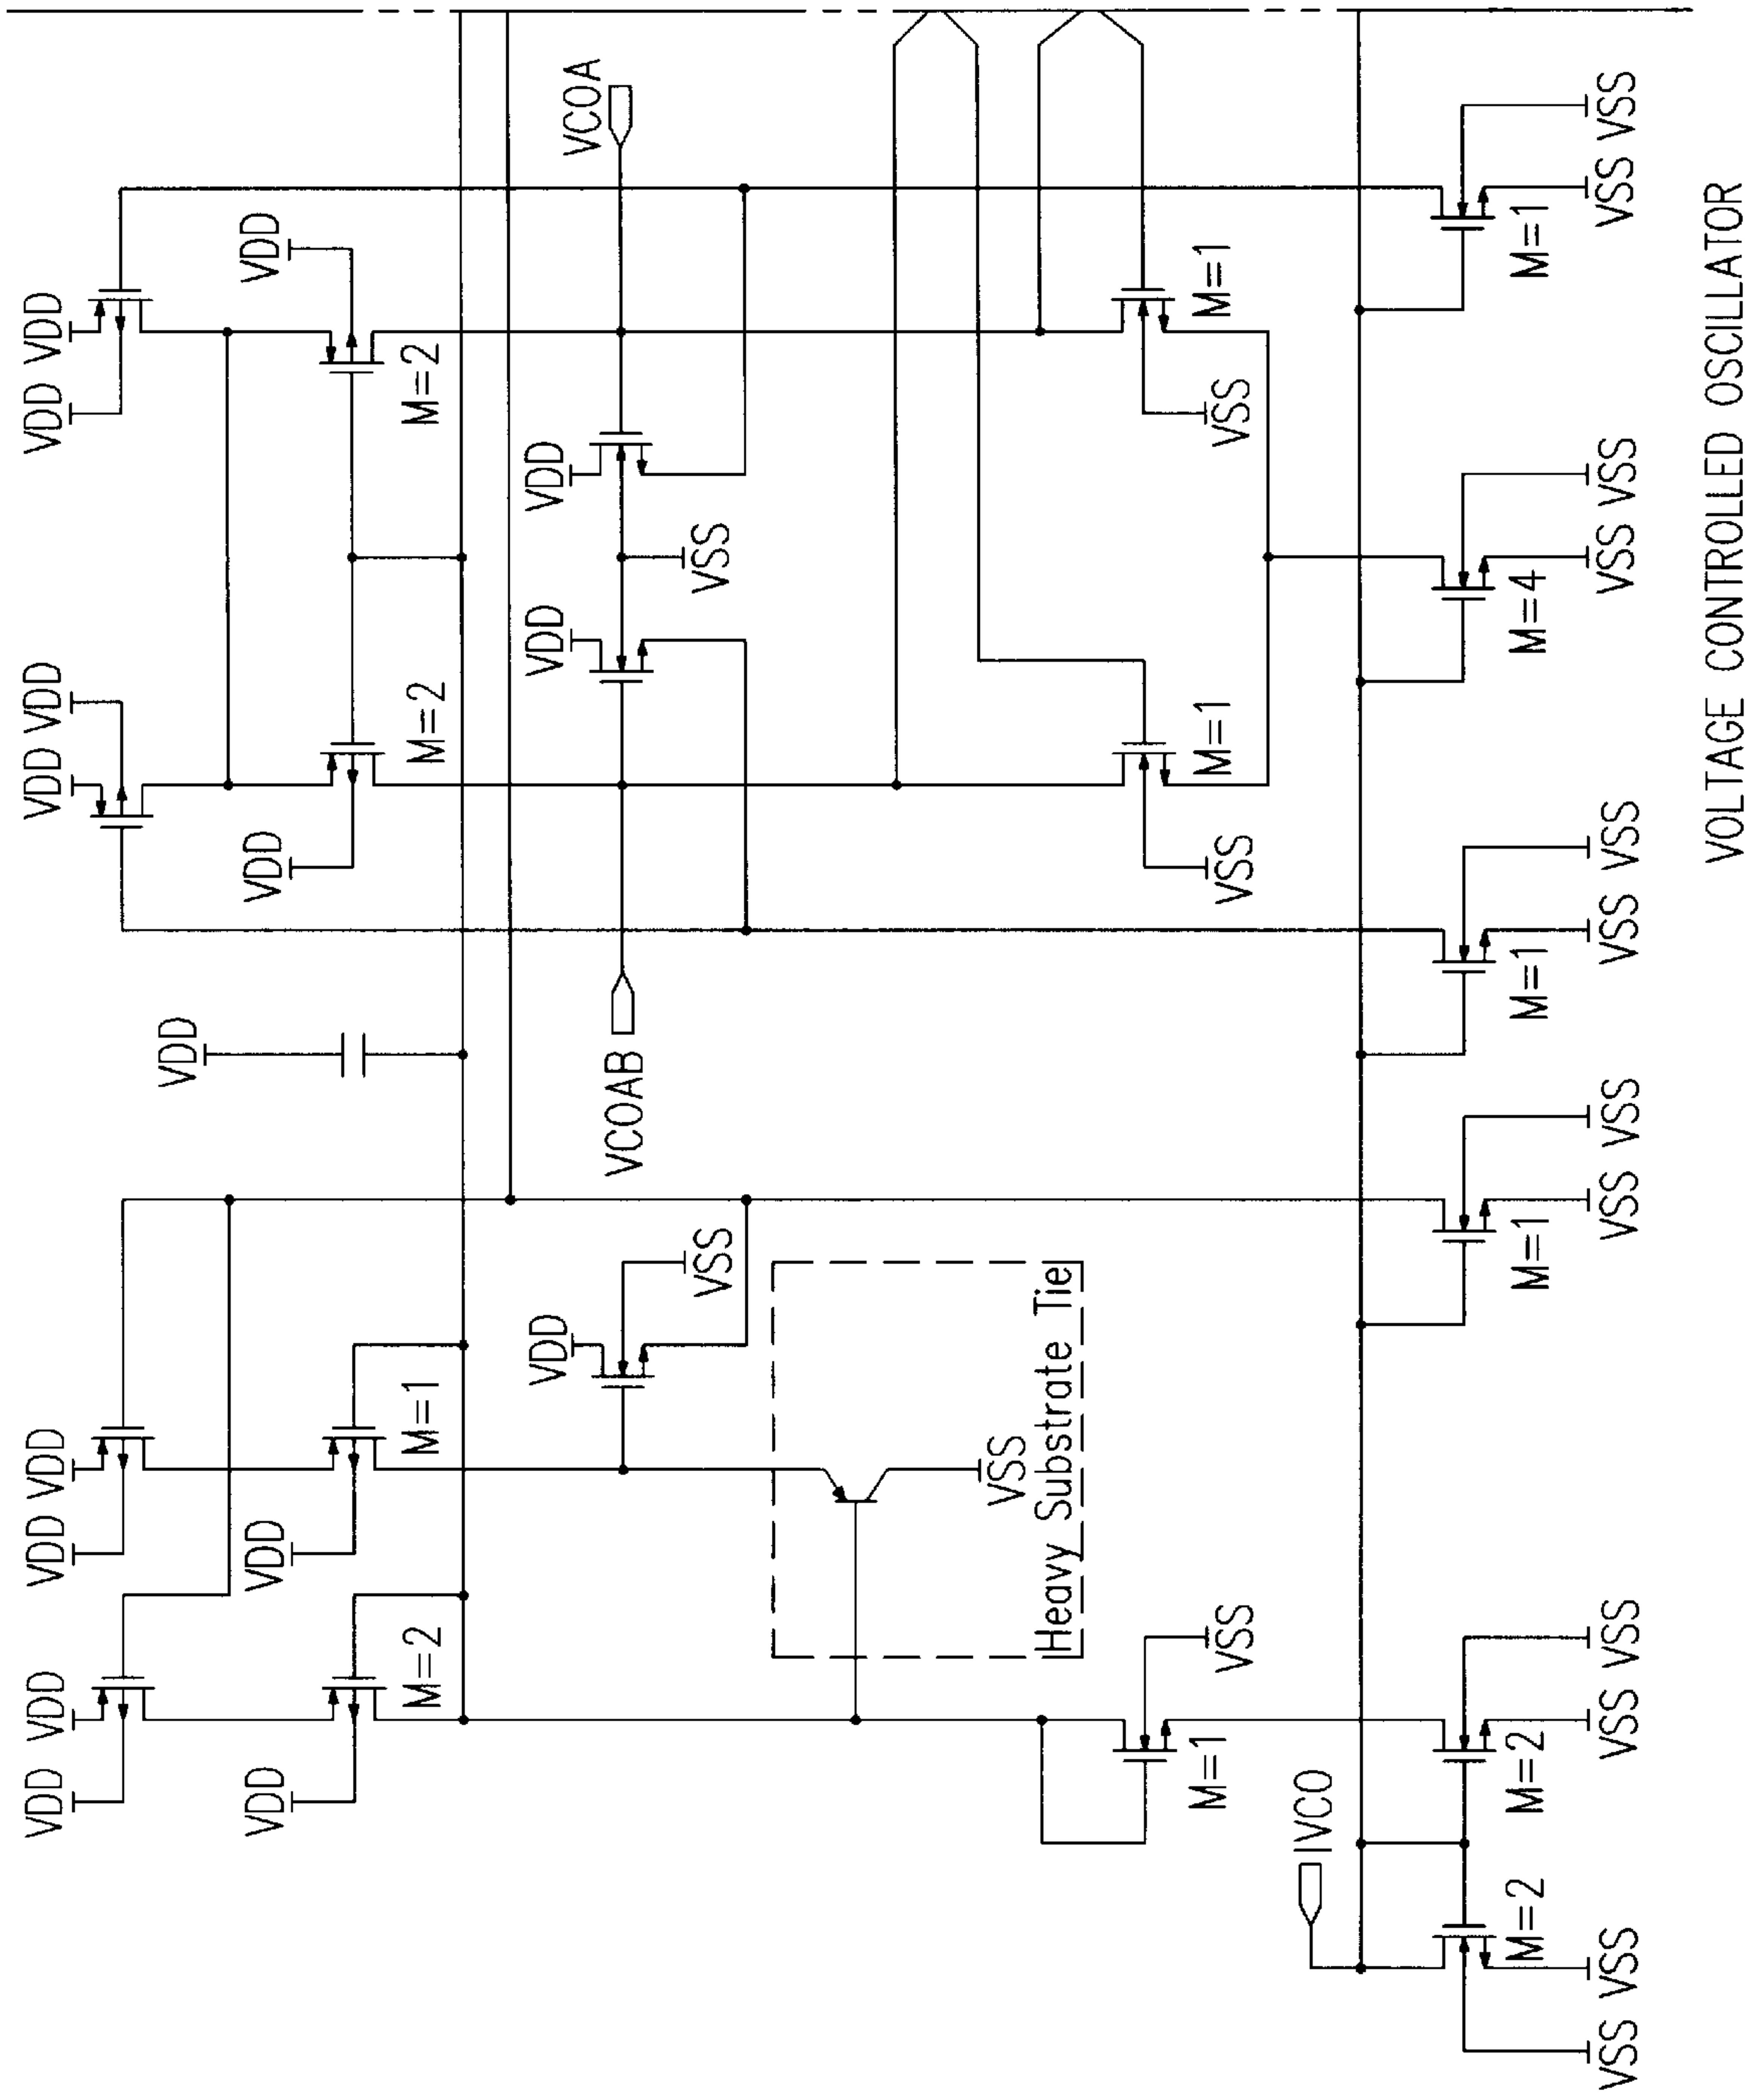 VDD VDD
VDD VDD
VDD VDD
VDD VDD
VDD
VDD
VDD
VDD
VDD
M=2
M=1
M=2
M=2
VDD
VDD
VDD
VCOA
VCOAB
VSS
VSS
VSS
Heavy Substrate Tie
VSS
VSS
VSS
M=1
M=1
M=1
IVCO
M=2
M=2
M=1
M=1
M=4
M=1
VSS VSS
VSS VSS
VSS VSS
VSS VSS
VSS VSS
VSS VSS
VOLTAGE CONTROLLED OSCILLATOR